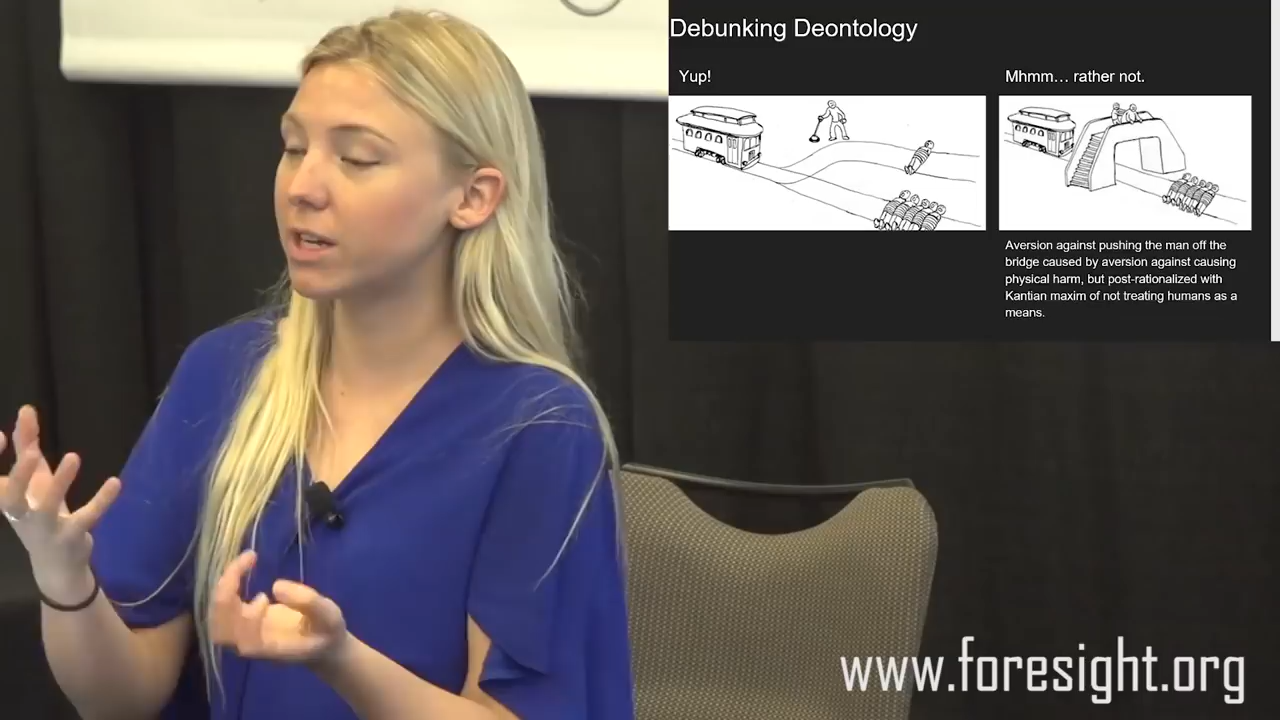 Debunking Deontology
Yup!
Mhmm... rather not.
Aversion against pushing the man off the
bridge caused by aversion against causing
physical harm, but post-rationalized with
Kantian maxim of not treating humans as a
means.
www.foresight.org